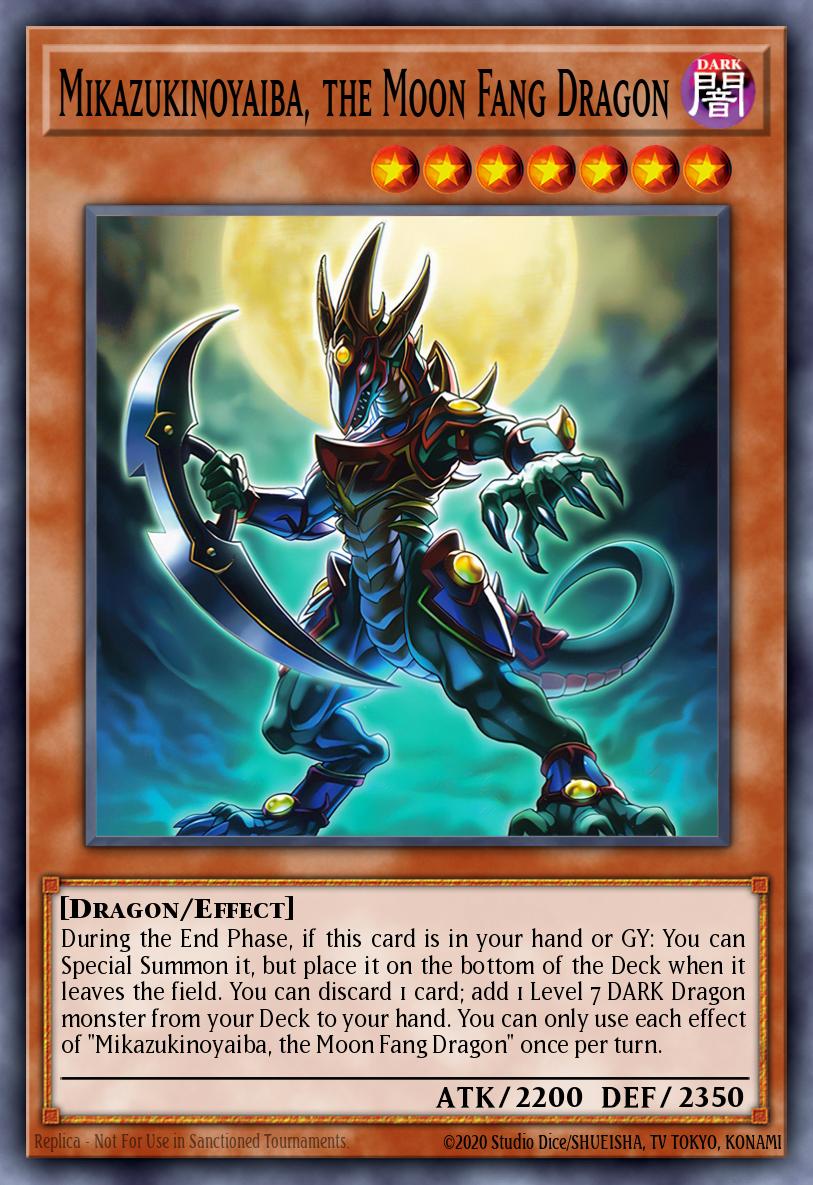 Mikazukinoyaiba, the Moon Fang Dragon
DARK
闇
[Dragon/Effect]
During the End Phase, if this card is in your hand or GY: You can
Special Summon it, but place it on the bottom of the Deck when it
leaves the field. You can discard 1 card; add 1 Level 7 DARK Dragon
monster from your Deck to your hand. You can only use each effect
of "Mikazukinoyaiba, the Moon Fang Dragon" once per turn.
ATK/2200 DEF/2350
Replica - Not For Use in Sanctioned Tournaments.
©2020 Studio Dice/SHUEISHA, TV TOKYO, KONAMI